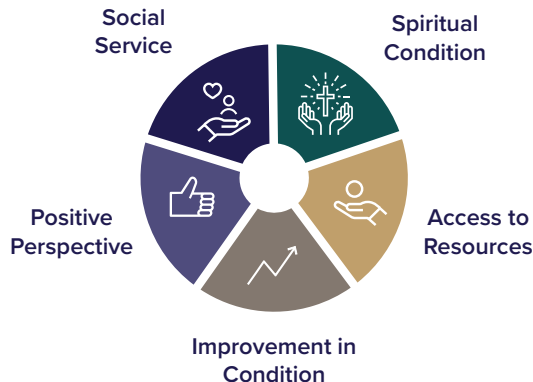 Social
Service
Spiritual
Condition
Positive
Perspective
Access to
Resources
Improvement in
Condition